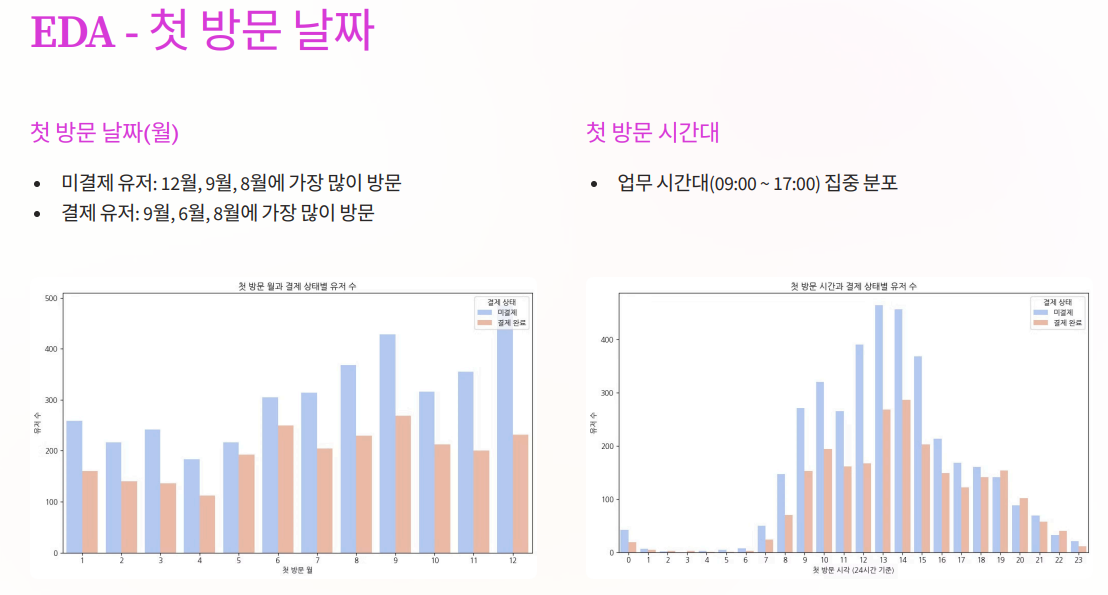 EDA - 첫 방문 날짜
첫 방문 날짜(월)
• 미결제 유저: 12월, 9월, 8월에 가장 많이 방문
• 결제 유저: 9월, 6월, 8월에 가장 많이 방문
첫 방문 월과 결제 상태별 유저 수
결제 상태
미결제
결제 완료
유저 수
500
400
300
200
100
0
1 2 3 4 5 6 7 8 9 10 11 12
첫 방문 월
첫 방문 시간대
• 업무 시간대(09:00 ~ 17:00) 집중 분포
첫 방문 시간과 결제 상태별 유저 수
결제 상태
미결제
결제 완료
유저 수
400
300
200
100
0
0 1 2 3 4 5 6 7 8 9 10 11 12 13 14 15 16 17 18 19 20 21 22 23
첫 방문 시각 (24시간 기준)